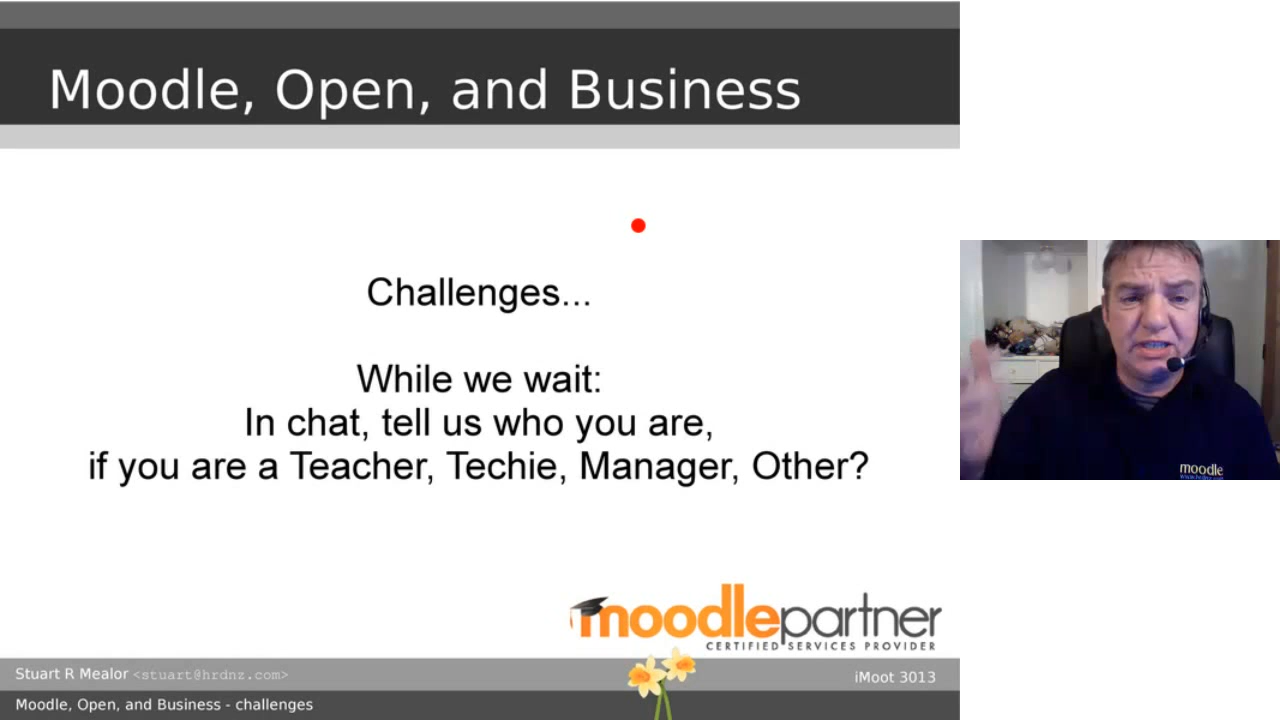 Moodle, Open, and Business
Challenges...
While we wait:
In chat, tell us who you are,
if you are a Teacher, Techie, Manager, Other?
moodlepartner
CERTIFIED SERVICES PROVIDER
Stuart R Mealor <stuart@hrdnz.com>
iMoot 3013
Moodle, Open, and Business - challenges
moodle